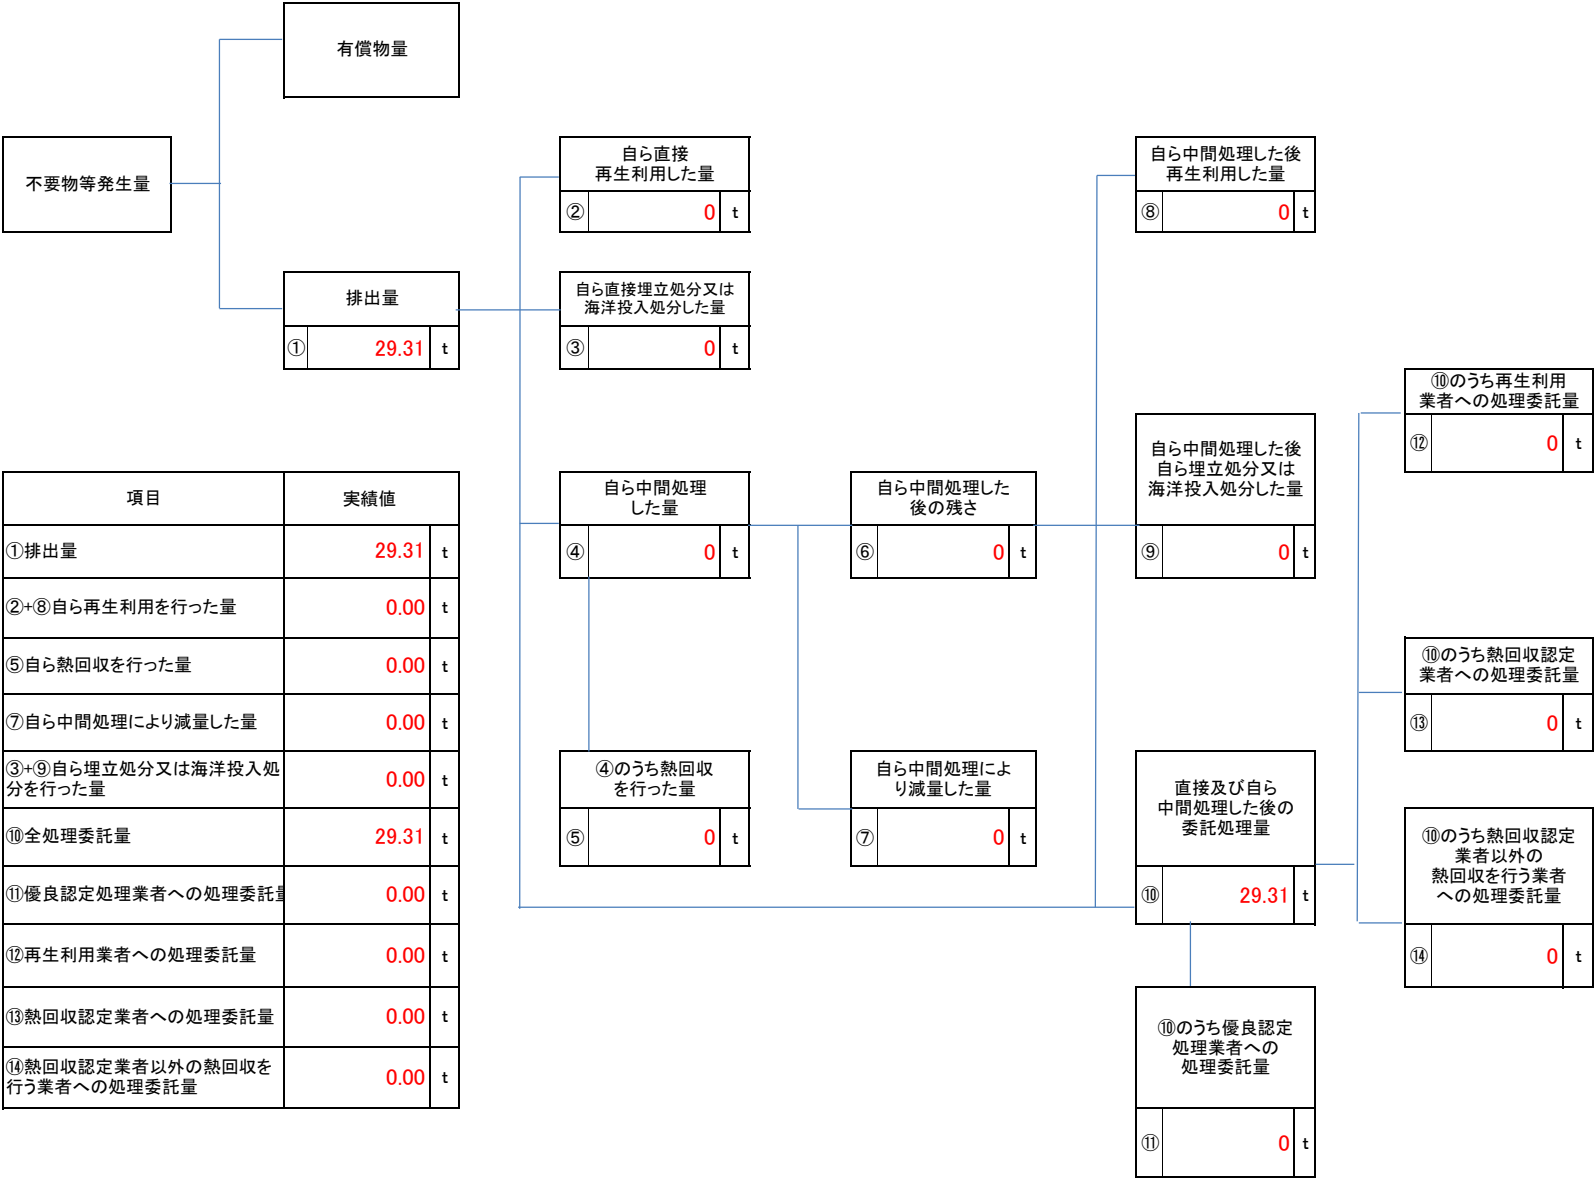 有償物量
不要物等発生量
排出量
① 29.31 t
自ら直接
再生利用した量
② 0 t
自ら直接埋立処分又は
海洋投入処分した量
③ 0 t
自ら中間処理
した量
④ 0 t
④のうち熱回収
を行った量
⑤ 0 t
自ら中間処理した
後の残さ
⑥ 0 t
自ら中間処理によ
り減量した量
⑦ 0 t
自ら中間処理した後
再生利用した量
⑧ 0 t
自ら中間処理した後
自ら埋立処分又は
海洋投入処分した量
⑨ 0 t
直接及び自ら
中間処理した後の
委託処理量
⑩ 29.31 t
⑩のうち優良認定
処理業者への
処理委託量
⑪ 0 t
⑩のうち再生利用
業者への処理委託量
⑫ 0 t
⑩のうち熱回収認定
業者への処理委託量
⑬ 0 t
⑩のうち熱回収認定
業者以外の
熱回収を行う業者
への処理委託量
⑭ 0 t
項目 実績値
①排出量 29.31 t
②+⑧自ら再生利用を行った量 0.00 t
⑤自ら熱回収を行った量 0.00 t
⑦自ら中間処理により減量した量 0.00 t
③+⑨自ら埋立処分又は海洋投入処
分を行った量 0.00 t
⑩全処理委託量 29.31 t
⑪優良認定処理業者への処理委託量 0.00 t
⑫再生利用業者への処理委託量 0.00 t
⑬熱回収認定業者への処理委託量 0.00 t
⑭熱回収認定業者以外の熱回収を
行う業者への処理委託量 0.00 t